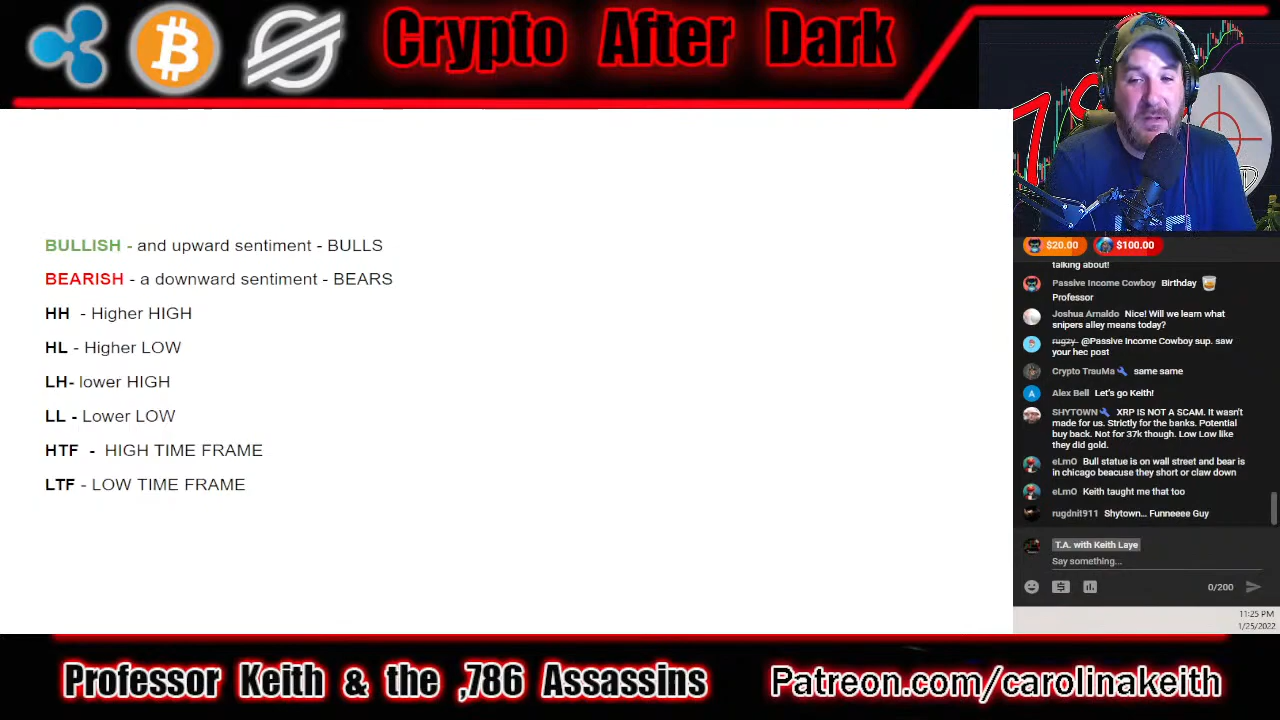 Crypto After Dark
BULLISH - and upward sentiment - BULLS
BEARISH - a downward sentiment - BEARS
HH - Higher HIGH
HL - Higher LOW
LH- lower HIGH
LL - Lower LOW
HTF - HIGH TIME FRAME
LTF - LOW TIME FRAME
$20.00 $100.00
talking about!
Passive Income Cowboy Birthday
Professor
Joshua Arnaldo Nice! Will we learn what
snipers alley means today?
rugzy @Passive Income Cowboy sup. saw
your hec post
Crypto TrauMa same same
A Alex Bell Let's go Keith!
SHYTOWN XRP IS NOT A SCAM. It wasn't
made for us. Strictly for the banks. Potential
buy back. Not for 37k though. Low Low like
they did gold.
eLmO Bull statue is on wall street and bear is
in chicago beacuse they short or claw down
eLmO Keith taught me that too
rugdnit911 Shytown... Funneeee Guy
T.A. with Keith Laye
Say something...
0/200
11:25 PM
1/25/2022
Professor Keith & the ,786 Assassins Patreon.com/carolinakeith